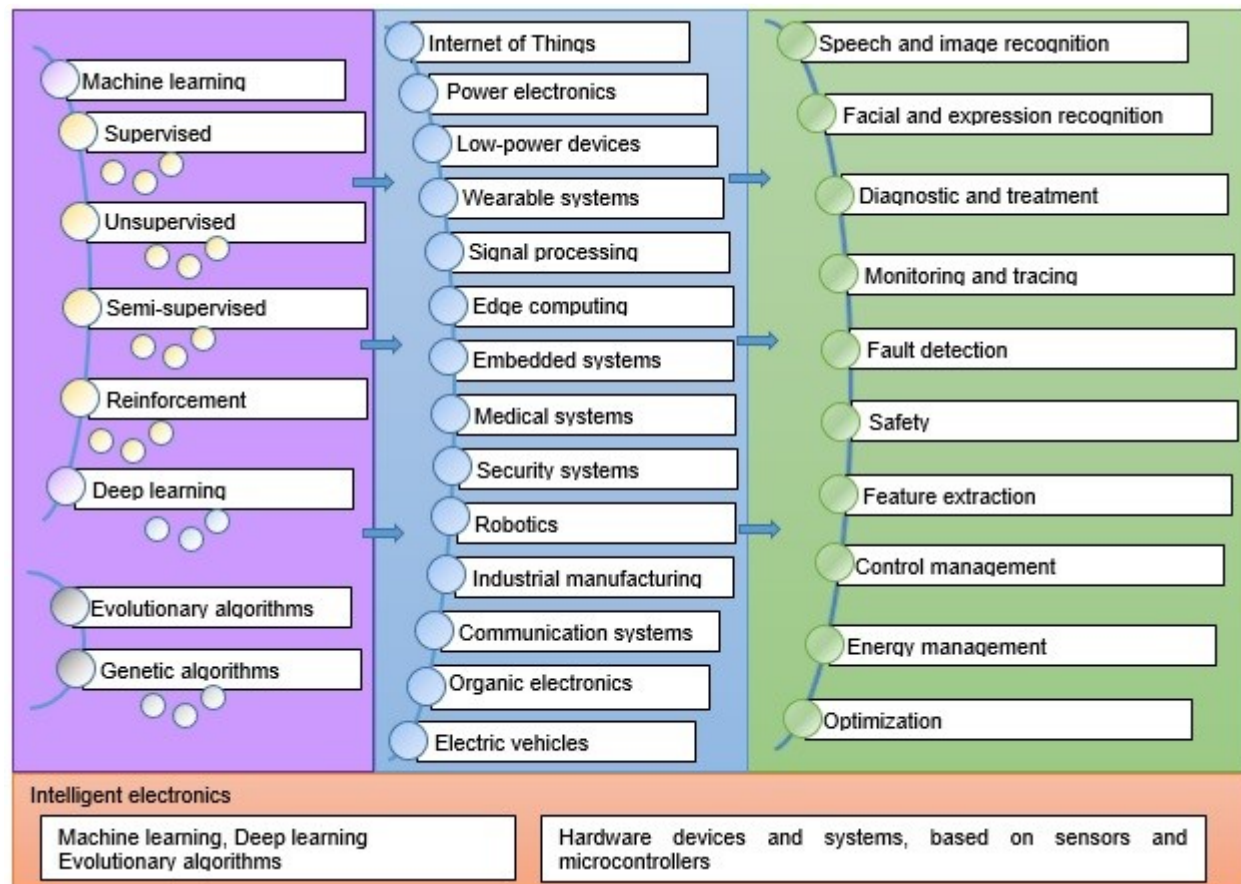 Machine learning
Supervised
Unsupervised
Semi-supervised
Reinforcement
Deep learning
Evolutionary algorithms
Genetic algorithms
Internet of Things
Power electronics
Low-power devices
Wearable systems
Signal processing
Edge computing
Embedded systems
Medical systems
Security systems
Robotics
Industrial manufacturing
Communication systems
Organic electronics
Electric vehicles
Speech and image recognition
Facial and expression recognition
Diagnostic and treatment
Monitoring and tracing
Fault detection
Safety
Feature extraction
Control management
Energy management
Optimization
Intelligent electronics
Machine learning, Deep learning
Evolutionary algorithms
Hardware devices and systems, based on sensors and
microcontrollers